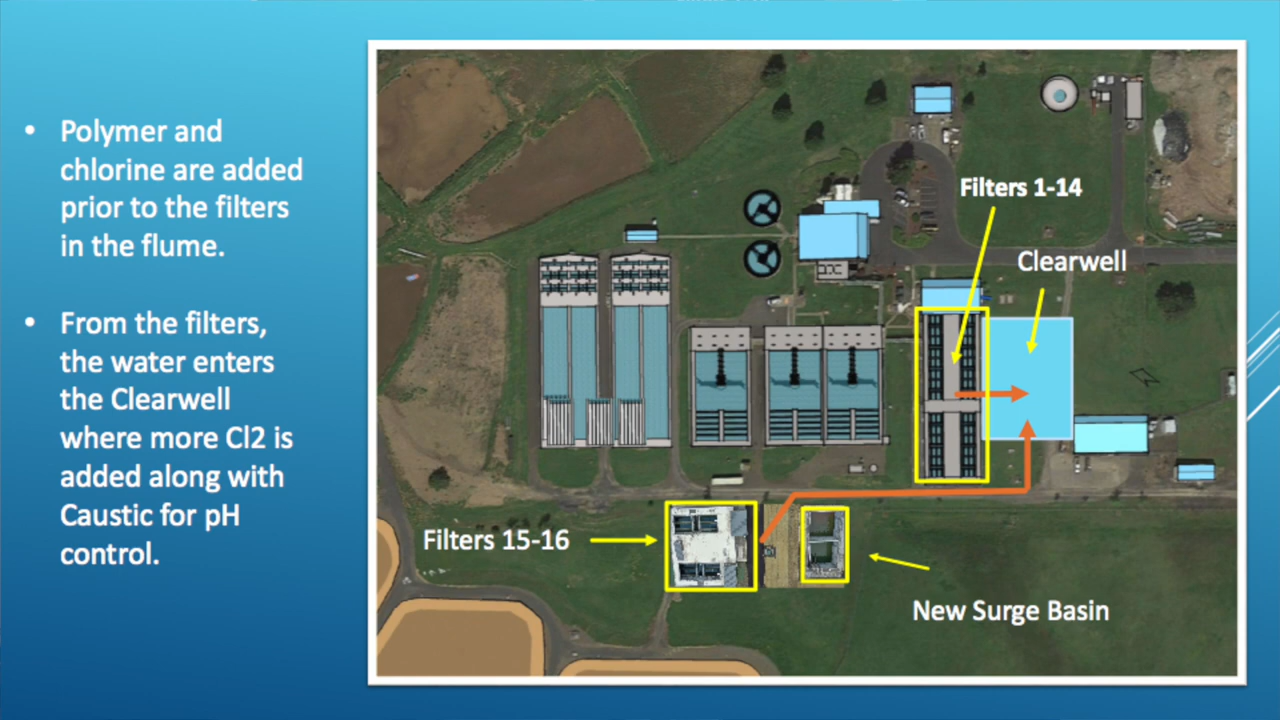 • Polymer and
chlorine are added
prior to the filters
in the flume.
• From the filters,
the water enters
the Clearwell
where more Cl2 is
added along with
Caustic for pH
control.
Filters 1-14
Clearwell
Filters 15-16
New Surge Basin